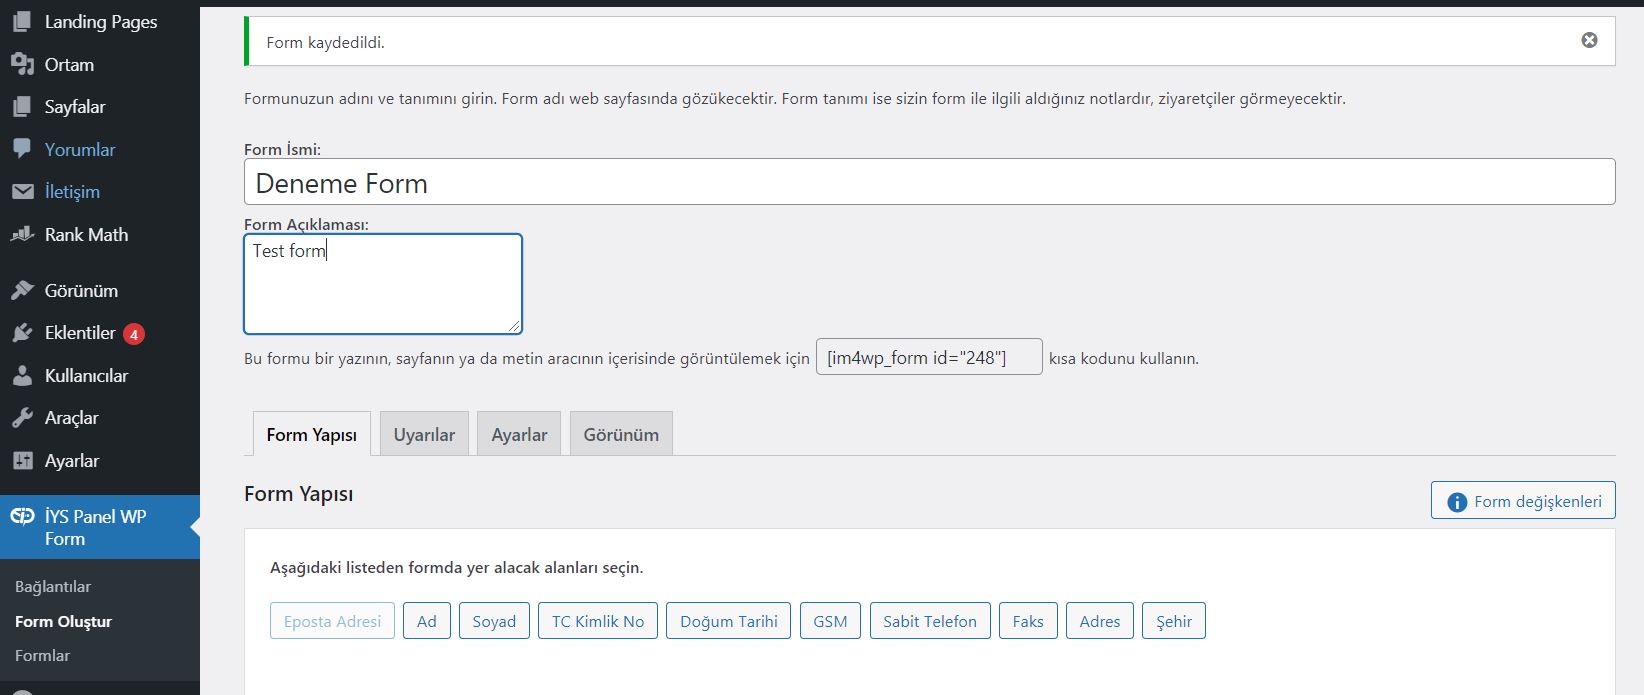 Landing Pages
Ortam
Sayfalar
Yorumlar
İletişim
Rank Math
Görünüm
Eklentiler 4
Kullanıcılar
Araçlar
Ayarlar
İYS Panel WP
Form
Bağlantılar
Form Oluştur
Formlar
Form kaydedildi.
Formunuzun adını ve tanımını girin. Form adı web sayfasında gözükecektir. Form tanımı ise sizin form ile ilgili aldığınız notlardır, ziyaretçiler görmeyecektir.
Form İsmi:
Deneme Form
Form Açıklaması:
Test form
Bu formu bir yazının, sayfanın ya da metin aracının içerisinde görüntülemek için [im4wp_form id="248"] kısa kodunu kullanın.
Form Yapısı Uyarılar Ayarlar Görünüm
Form Yapısı
Form değişkenleri
Aşağıdaki listeden formda yer alacak alanları seçin.
Eposta Adresi Ad Soyad TC Kimlik No Doğum Tarihi GSM Sabit Telefon Faks Adres Şehir